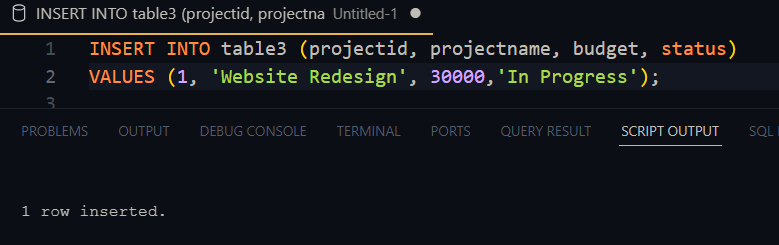 INSERT INTO table3 (projectid, projectna Untitled-1
1 INSERT INTO table3 (projectid, projectname, budget, status)
2 VALUES (1, 'Website Redesign', 30000,'In Progress');
3
PROBLEMS OUTPUT DEBUG CONSOLE TERMINAL PORTS QUERY RESULT SCRIPT OUTPUT SQL
1 row inserted.